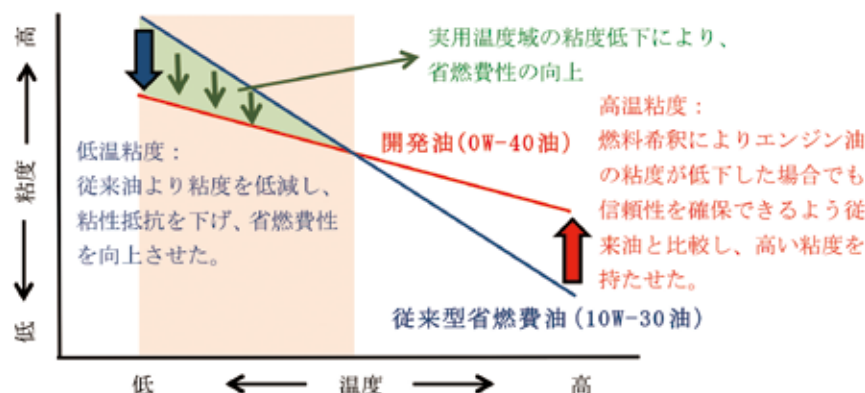 高
粘度
低
実用温度域の粘度低下により、
省燃費性の向上
高温粘度：
燃料希釈によりエンジン油
の粘度が低下した場合でも
信頼性を確保できるよう従
来油と比較し、高い粘度を
持たせた。
開発油(0W-40油)
低温粘度：
従来油より粘度を低減し、
粘性抵抗を下げ、省燃費性
を向上させた。
従来型省燃費油(10W-30油)
低
温度
高